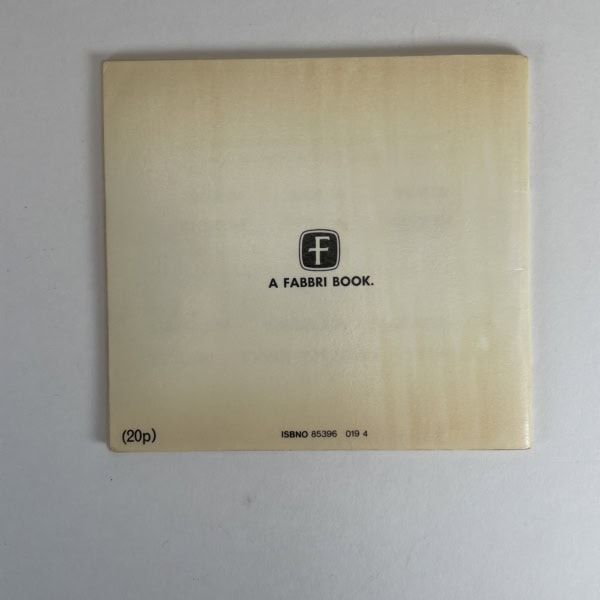 F
A FABBRI BOOK.
(20p)
ISBNO 85396 019 4